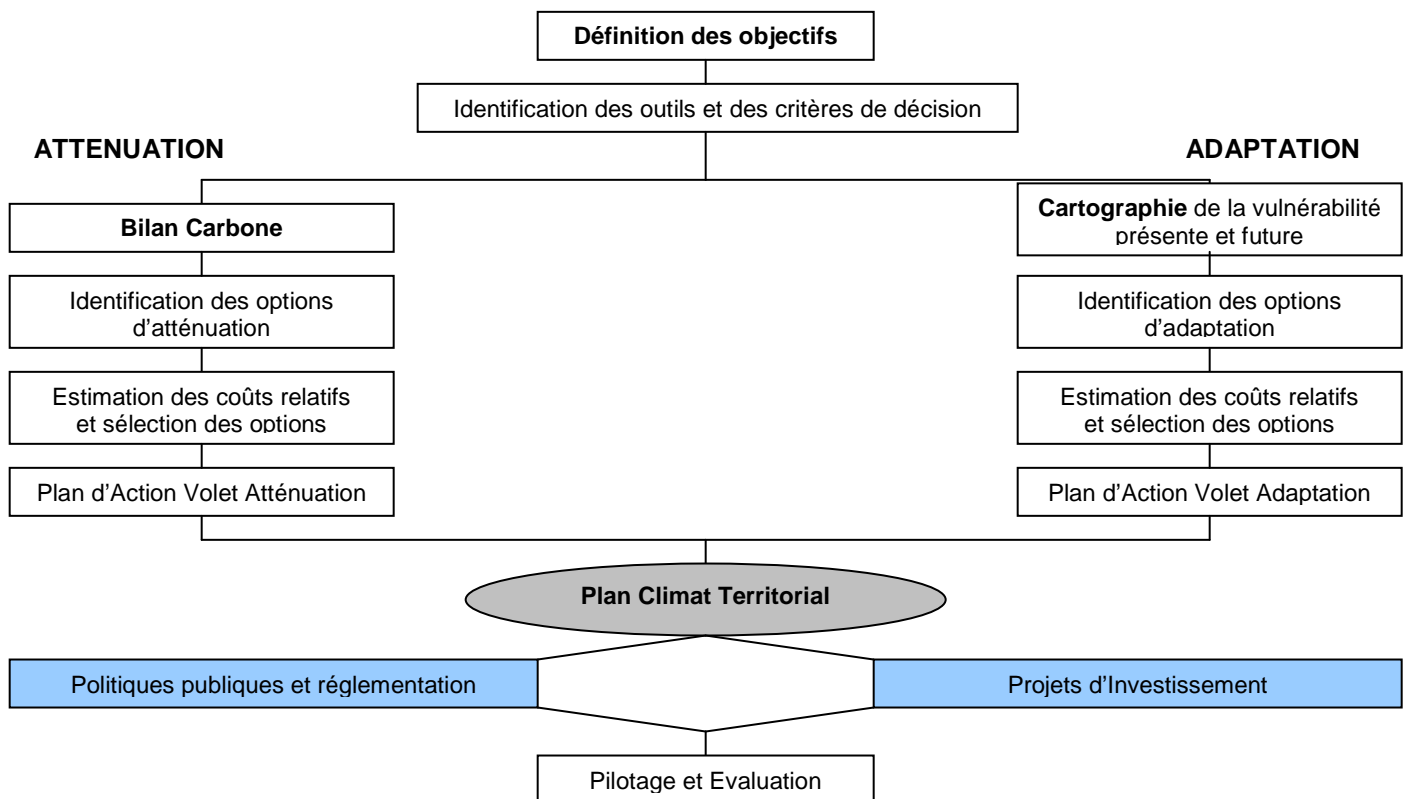 Définition des objectifs
Identification des outils et des critères de décision
ATTENUATION
Bilan Carbone
Identification des options
d’atténuation
Estimation des coûts relatifs
et sélection des options
Plan d’Action Volet Atténuation
ADAPTATION
Cartographie de la vulnérabilité
présente et future
Identification des options
d’adaptation
Estimation des coûts relatifs
et sélection des options
Plan d’Action Volet Adaptation
Plan Climat Territorial
Politiques publiques et réglementation
Projets d’Investissement
Pilotage et Evaluation